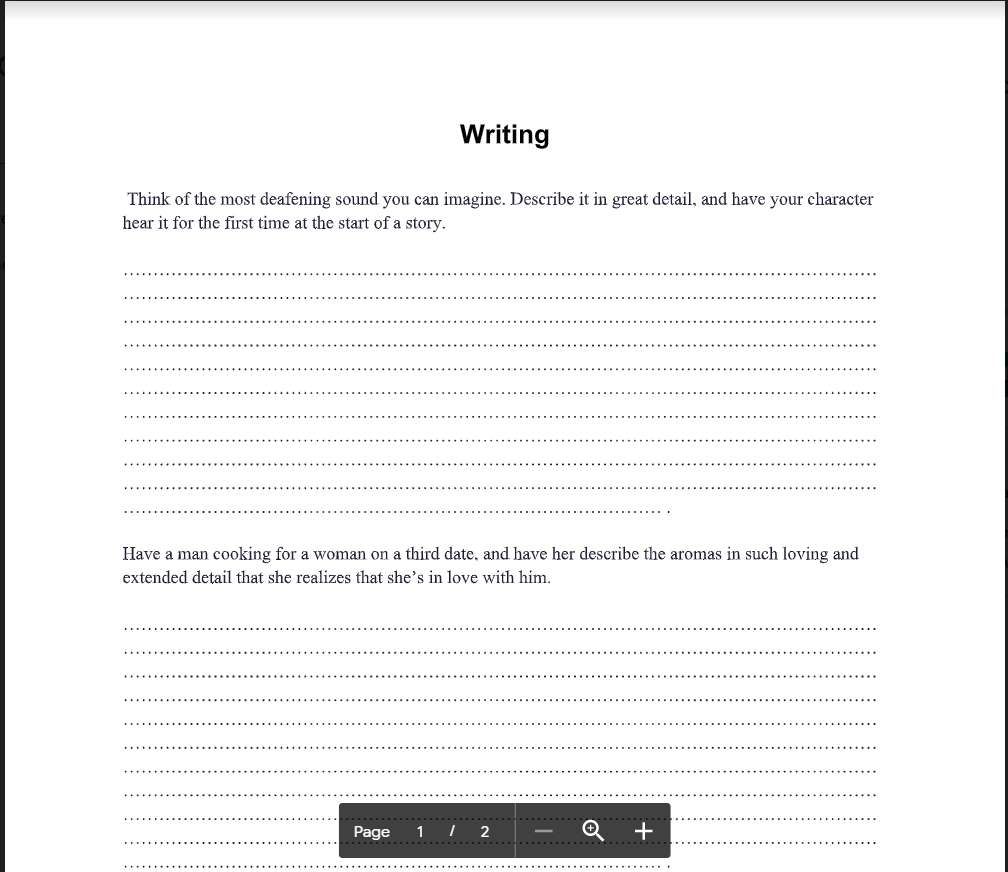 Writing
Think of the most deafening sound you can imagine. Describe it in great detail, and have your character
hear it for the first time at the start of a story.
Have a man cooking for a woman on a third date, and have her describe the aromas in such loving and
extended detail that she realizes that she’s in love with him.
Page 1 / 2